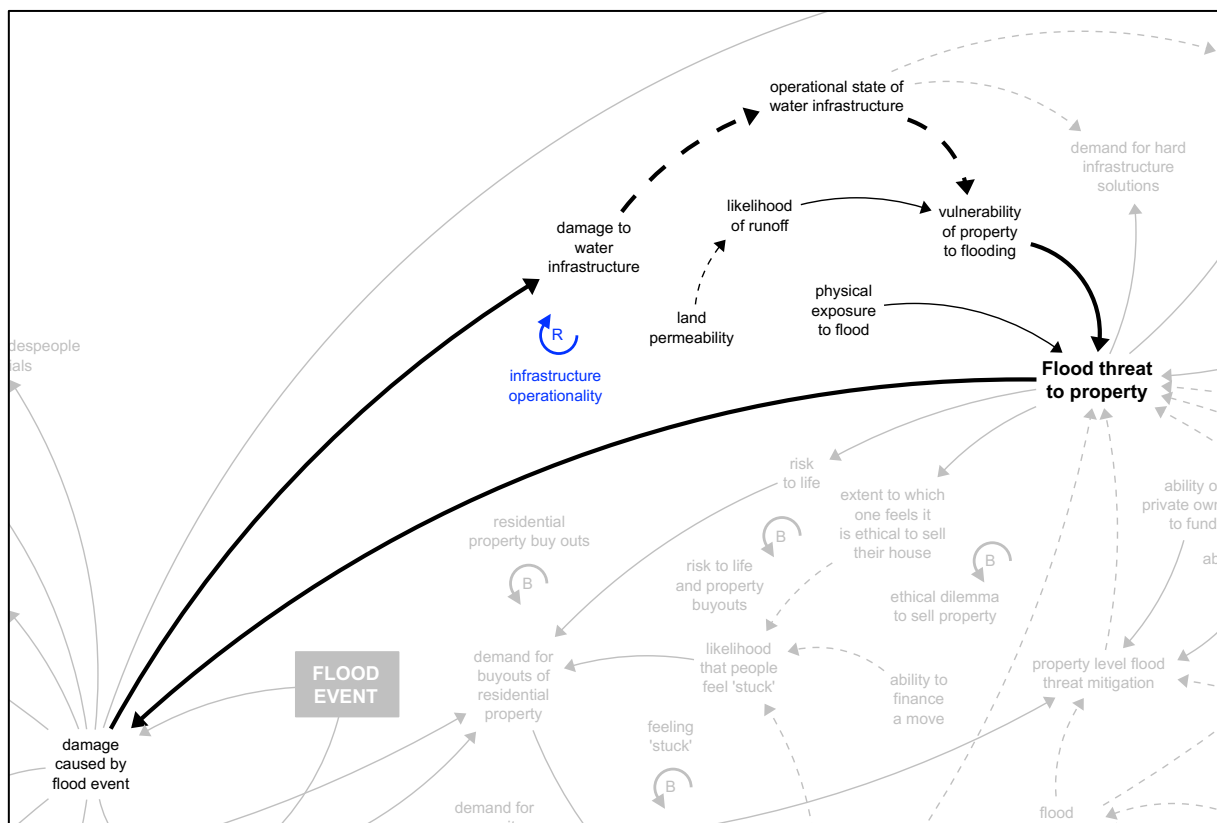 operational state of
water infrastructure
demand for hard
infrastructure
solutions
likelihood
of runoff
vulnerability
of property
to flooding
damage to
water
infrastructure
physical
exposure
to flood
land
permeability
R
infrastructure
operationality
despeople
ials
Flood threat
to property
risk
to life
extent to which
one feels it
is ethical to sell
their house
ability o
private own
to fund
ab
residential
property buy outs
B
B
risk to life
and property
buyouts
B
ethical dilemma
to sell property
FLOOD
EVENT
demand for
buyouts of
residential
property
likelihood
that people
feel 'stuck'
ability to
finance
a move
property level flood
threat mitigation
damage
caused by
flood event
feeling
'stuck'
B
demand for
flood